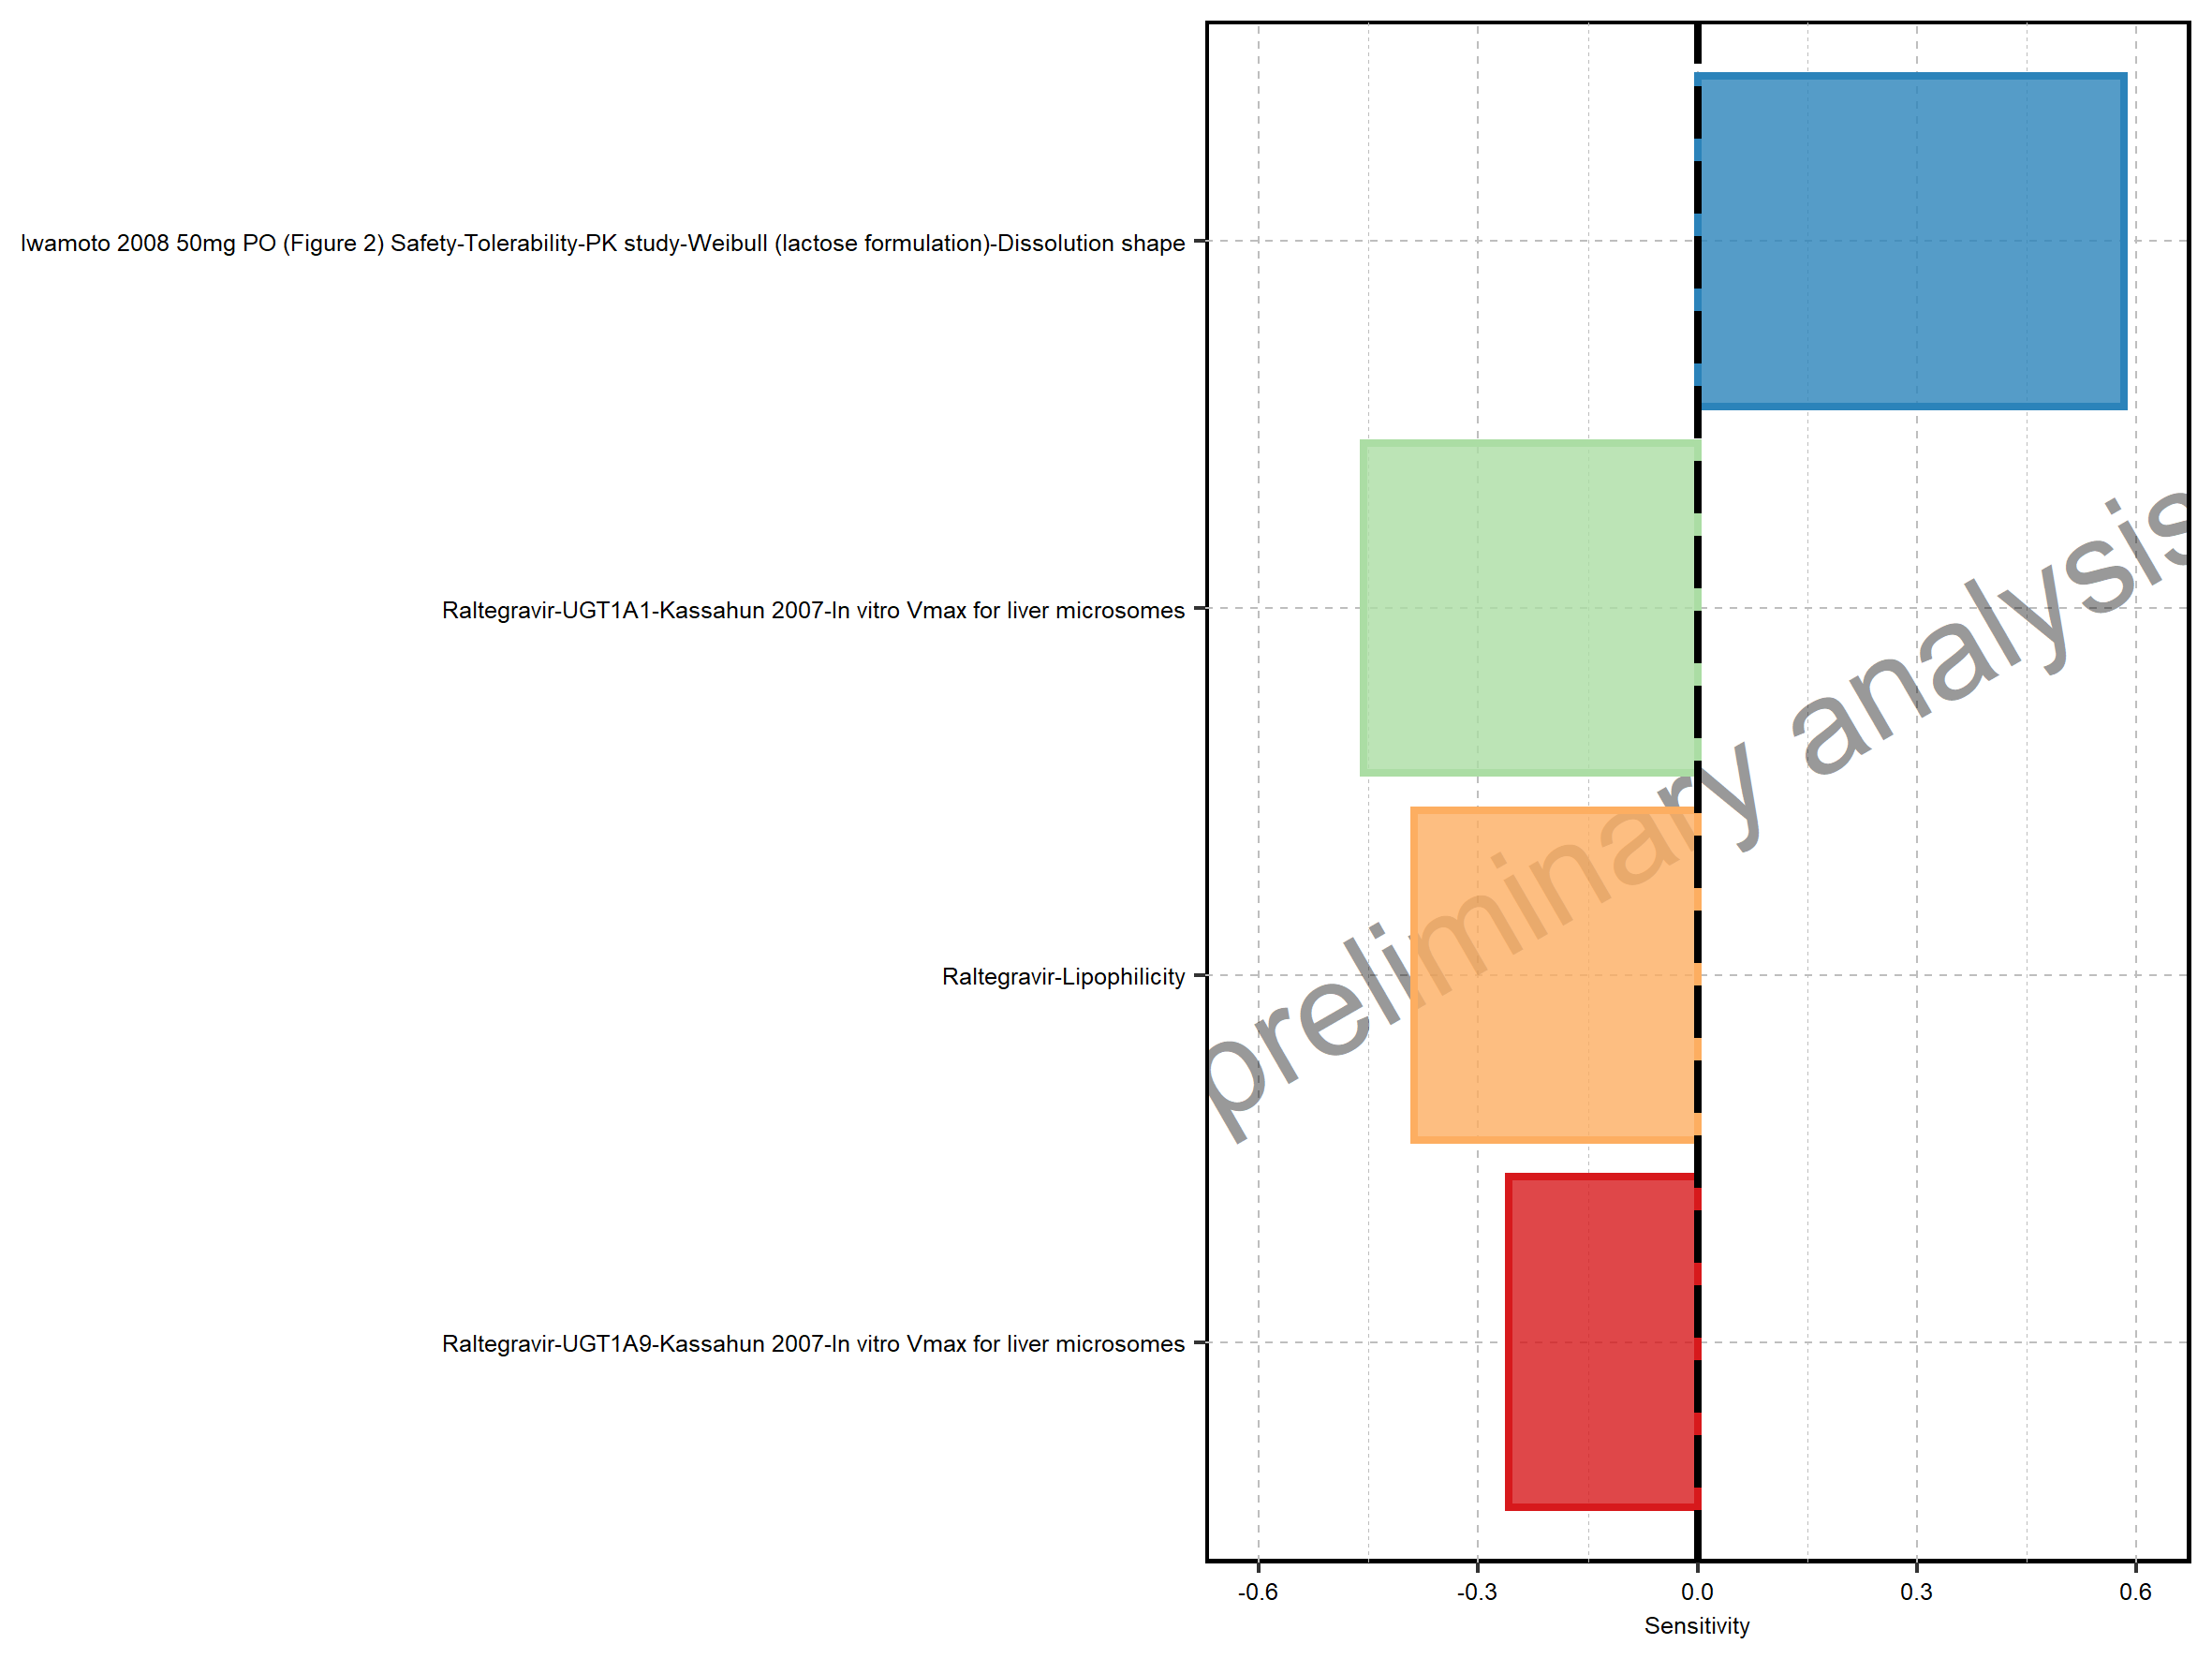 Iwamoto 2008 50mg PO (Figure 2) Safety-Tolerability-PK study-Weibull (lactose formulation)-Dissolution shape
Raltegravir-UGT1A1-Kassahun 2007-In vitro Vmax for liver microsomes
Raltegravir-Lipophilicity
Raltegravir-UGT1A9-Kassahun 2007-In vitro Vmax for liver microsomes
preliminary analysis
-0.6 -0.3 0.0 0.3 0.6
Sensitivity